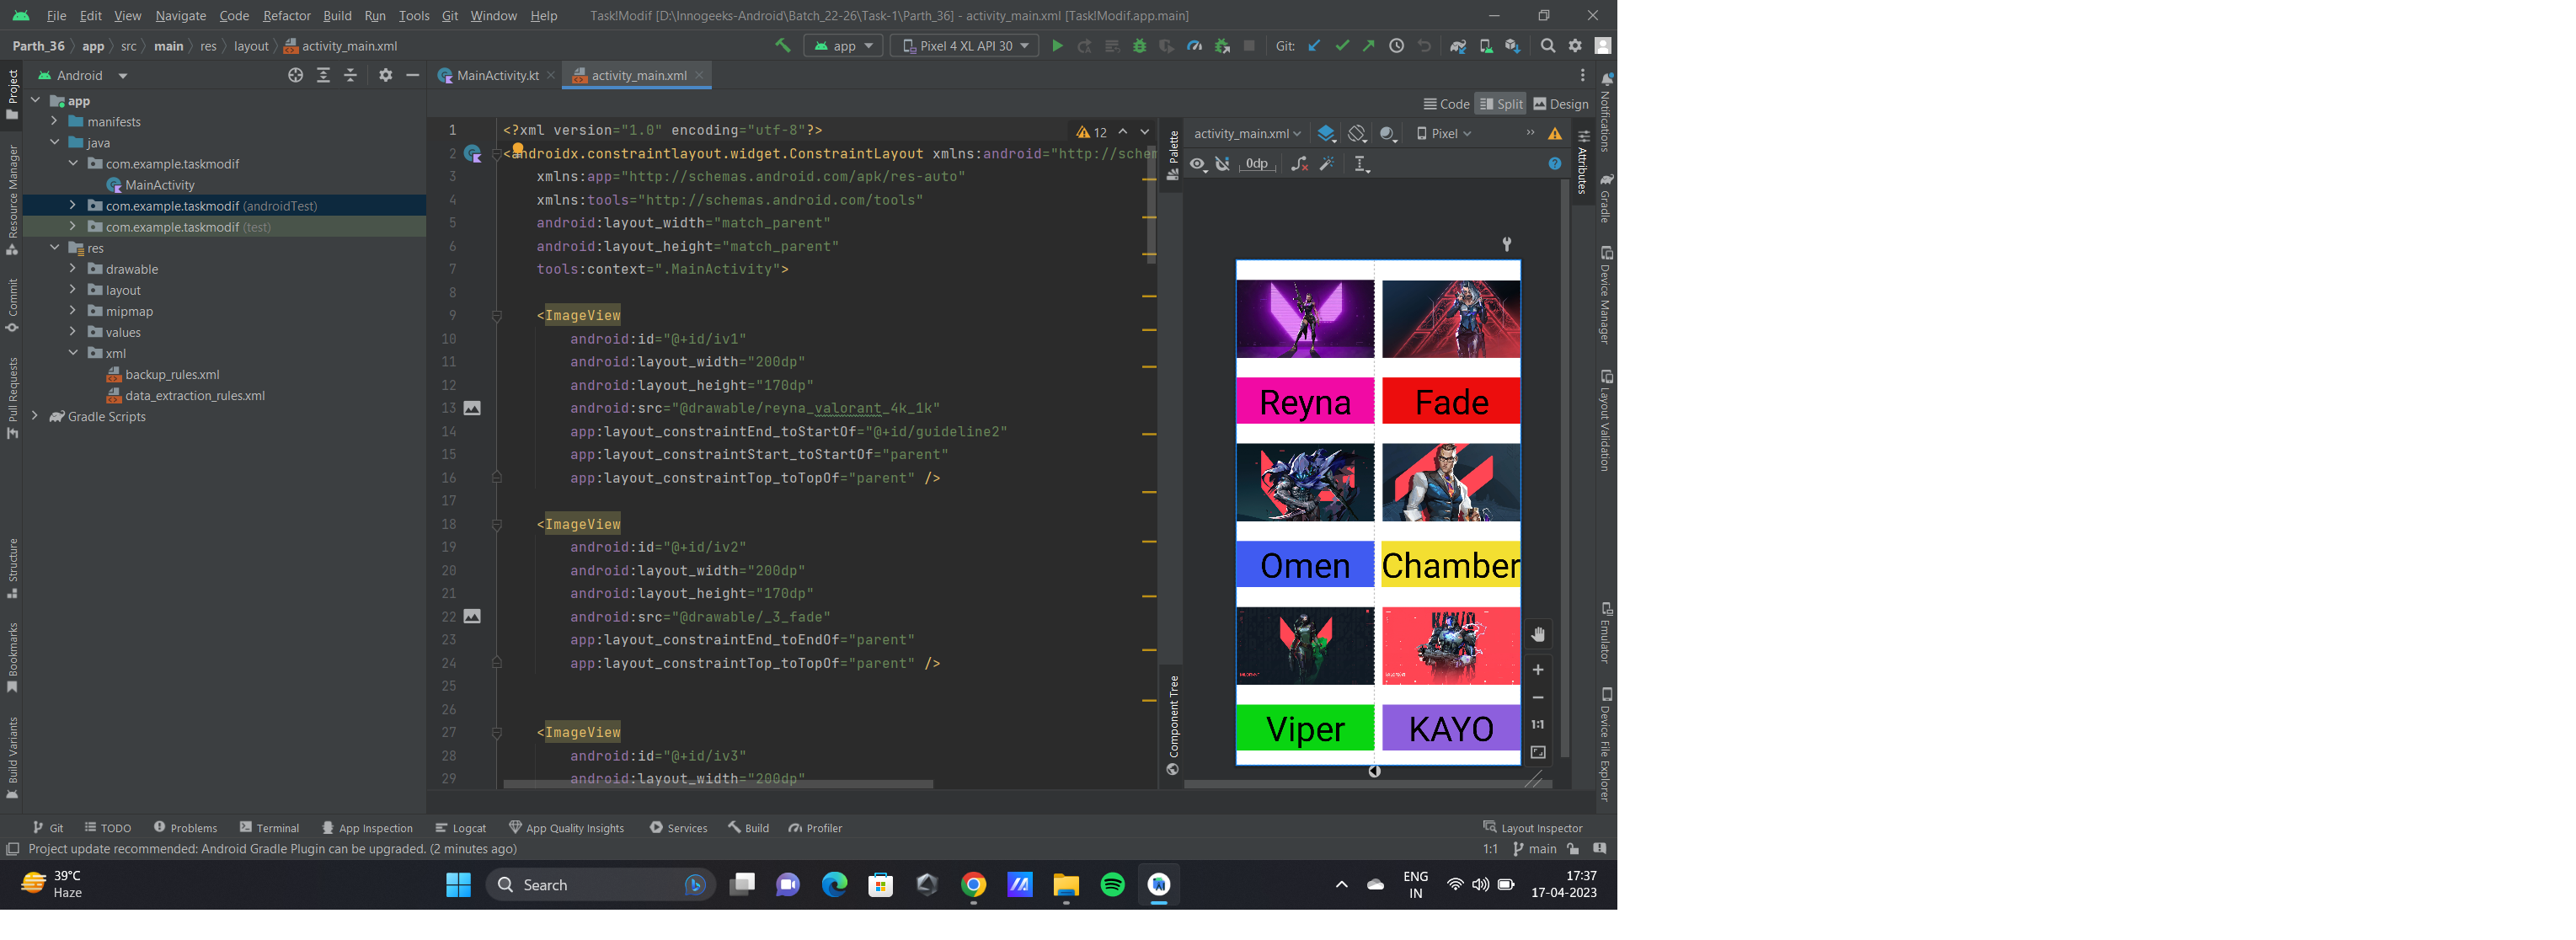 File Edit View Navigate Code Refactor Build Run Tools Git Window Help Task!Modif [D:\Innogeeks-Android\Batch_22-26\Task-1\Parth_36] - activity_main.xml [Task!Modif.app.main]
Parth_36 app src main res layout activity_main.xml app Pixel 4 XL API 30 Git:
Project
Resource Manager
Commit
Pull Requests
Structure
Bookmarks
Build Variants
Android
app
manifests
java
com.example.taskmodif
MainActivity
com.example.taskmodif (androidTest)
com.example.taskmodif (test)
res
drawable
layout
mipmap
values
xml
backup_rules.xml
data_extraction_rules.xml
Gradle Scripts
MainActivity.kt activity_main.xml
Code Split Design
12
1 <?xml version="1.0" encoding="utf-8"?>
2 <androidx.constraintlayout.widget.ConstraintLayout xmlns:android="http://schem
3 xmlns:app="http://schemas.android.com/apk/res-auto"
4 xmlns:tools="http://schemas.android.com/tools"
5 android:layout_width="match_parent"
6 android:layout_height="match_parent"
7 tools:context=".MainActivity">
8
9 <ImageView
10 android:id="@+id/iv1"
11 android:layout_width="200dp"
12 android:layout_height="170dp"
13 android:src="@drawable/reyna_valorant_4k_1k"
14 app:layout_constraintEnd_toStartOf="@+id/guideline2"
15 app:layout_constraintStart_toStartOf="parent"
16 app:layout_constraintTop_toTopOf="parent" />
17
18 <ImageView
19 android:id="@+id/iv2"
20 android:layout_width="200dp"
21 android:layout_height="170dp"
22 android:src="@drawable/_3_fade"
23 app:layout_constraintEnd_toEndOf="parent"
24 app:layout_constraintTop_toTopOf="parent" />
25
26
27 <ImageView
28 android:id="@+id/iv3"
29 android:layout_width="200dp"
Palette
Component Tree
activity_main.xml Pixel
0dp
Reyna Fade
Omen Chamber
KAYO
Viper KAYO
1:1
Attributes
Notifications
Gradle
Device Manager
Layout Validation
Emulator
Device File Explorer
Git TODO Problems Terminal App Inspection Logcat App Quality Insights Services Build Profiler Layout Inspector
Project update recommended: Android Gradle Plugin can be upgraded. (2 minutes ago) 1:1 main
39°C
Haze
Search
ENG
IN
17:37
17-04-2023